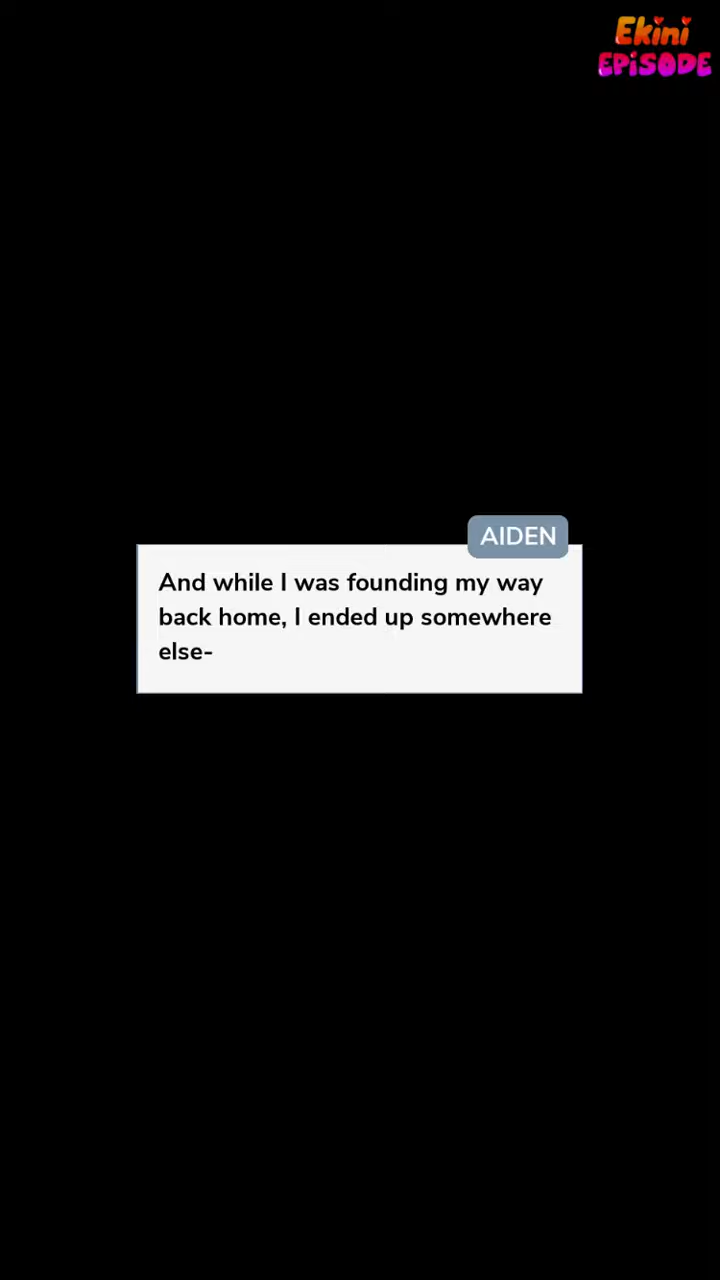 Ekini
EPiSODE
AIDEN
And while I was founding my way
back home, I ended up somewhere
else-